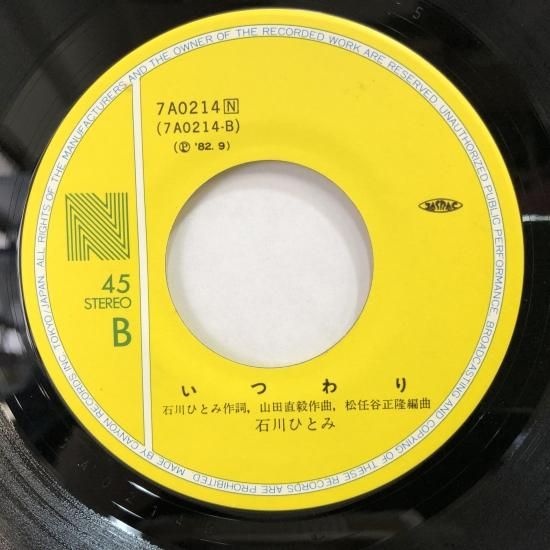 7A0214 N
(7A0214-B)
(Ⓟ '82. 9)
JASRAC
N
45
STEREO
B
いつわり
石川ひとみ作詞, 山田直毅作曲, 松任谷正隆編曲
石川ひとみ
MADE BY CANYON RECORDS INC. TOKYO/JAPAN. ALL RIGHTS OF THE MANUFACTURERS AND THE OWNER OF THE RECORDED WORK ARE RESERVED. UNAUTHORIZED PUBLIC PERFORMANCE. BROADCASTING AND COPYING OF THESE RECORDS ARE PROHIBITED.